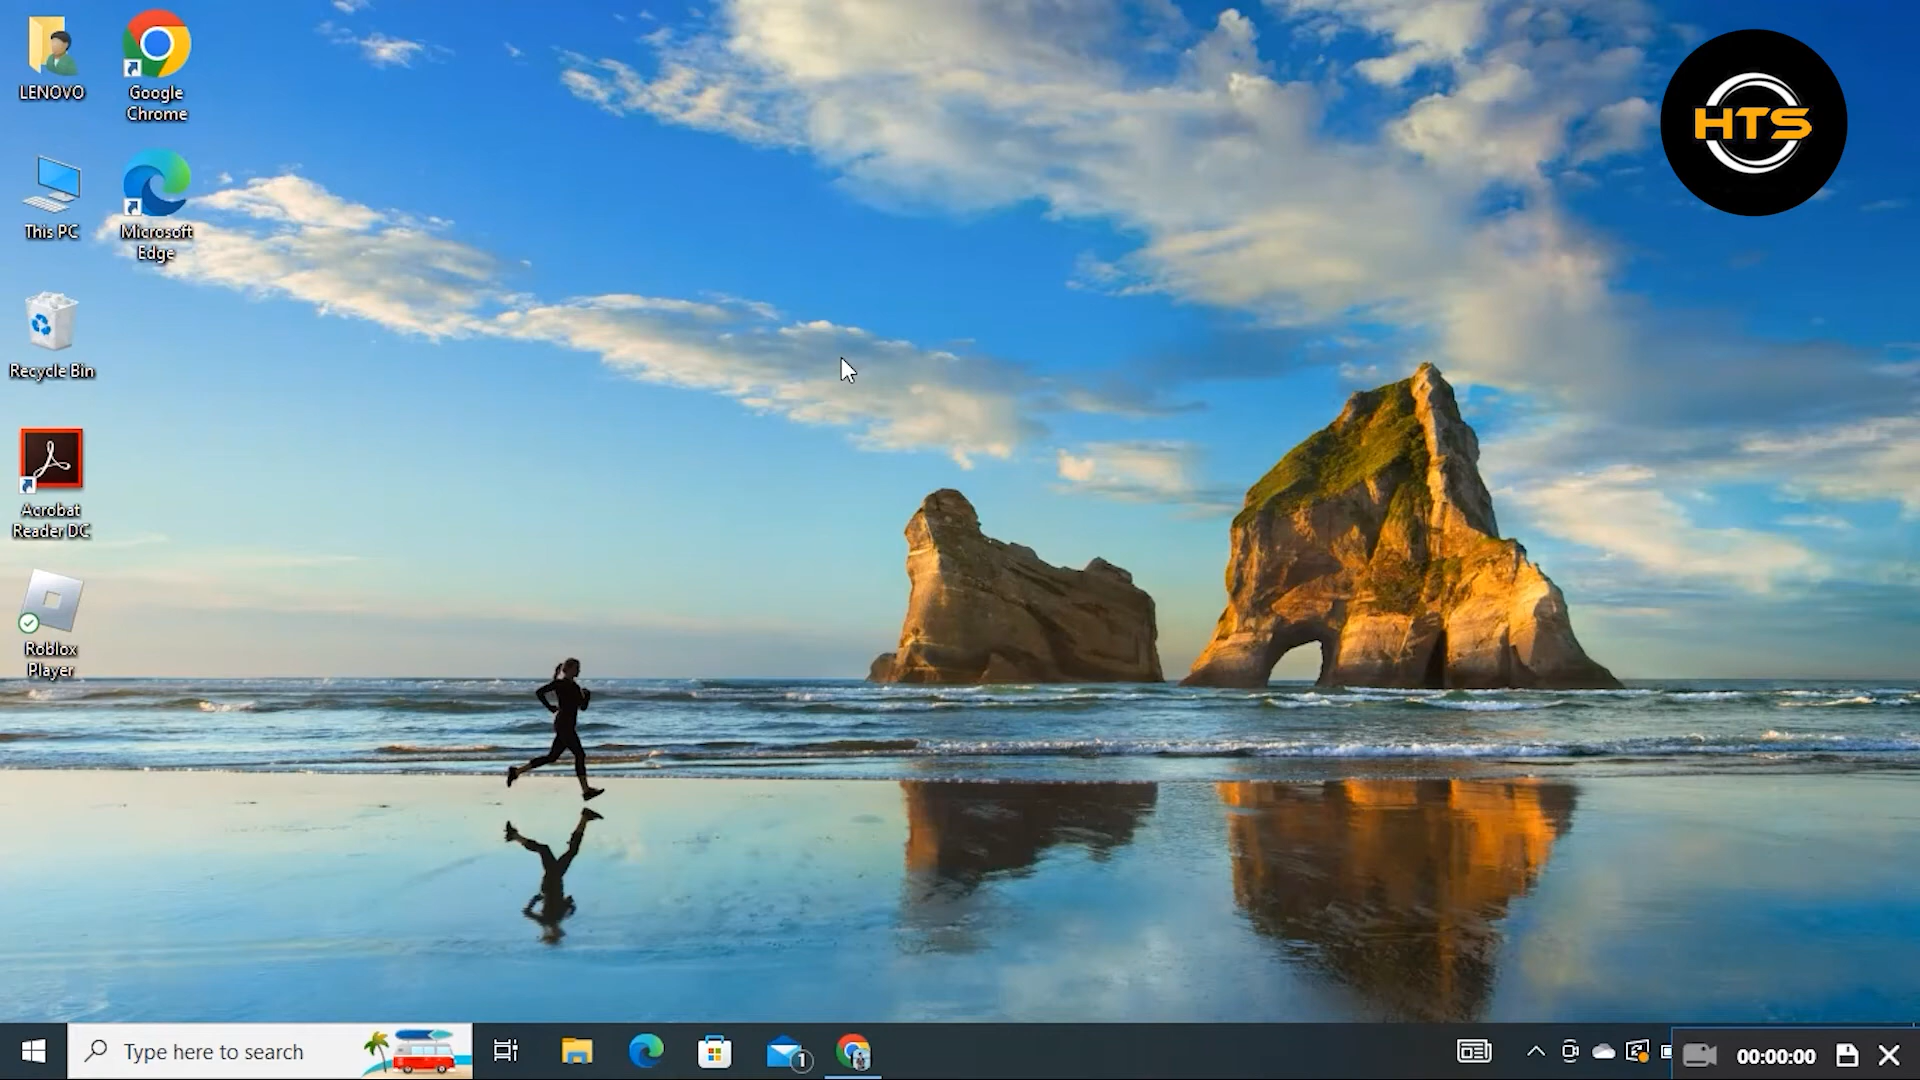 LENOVO
Google
Chrome
HTS
This PC
Microsoft
Edge
Recycle Bin
Acrobat
Reader DC
Roblox
Player
Type here to search
1
00:00:00